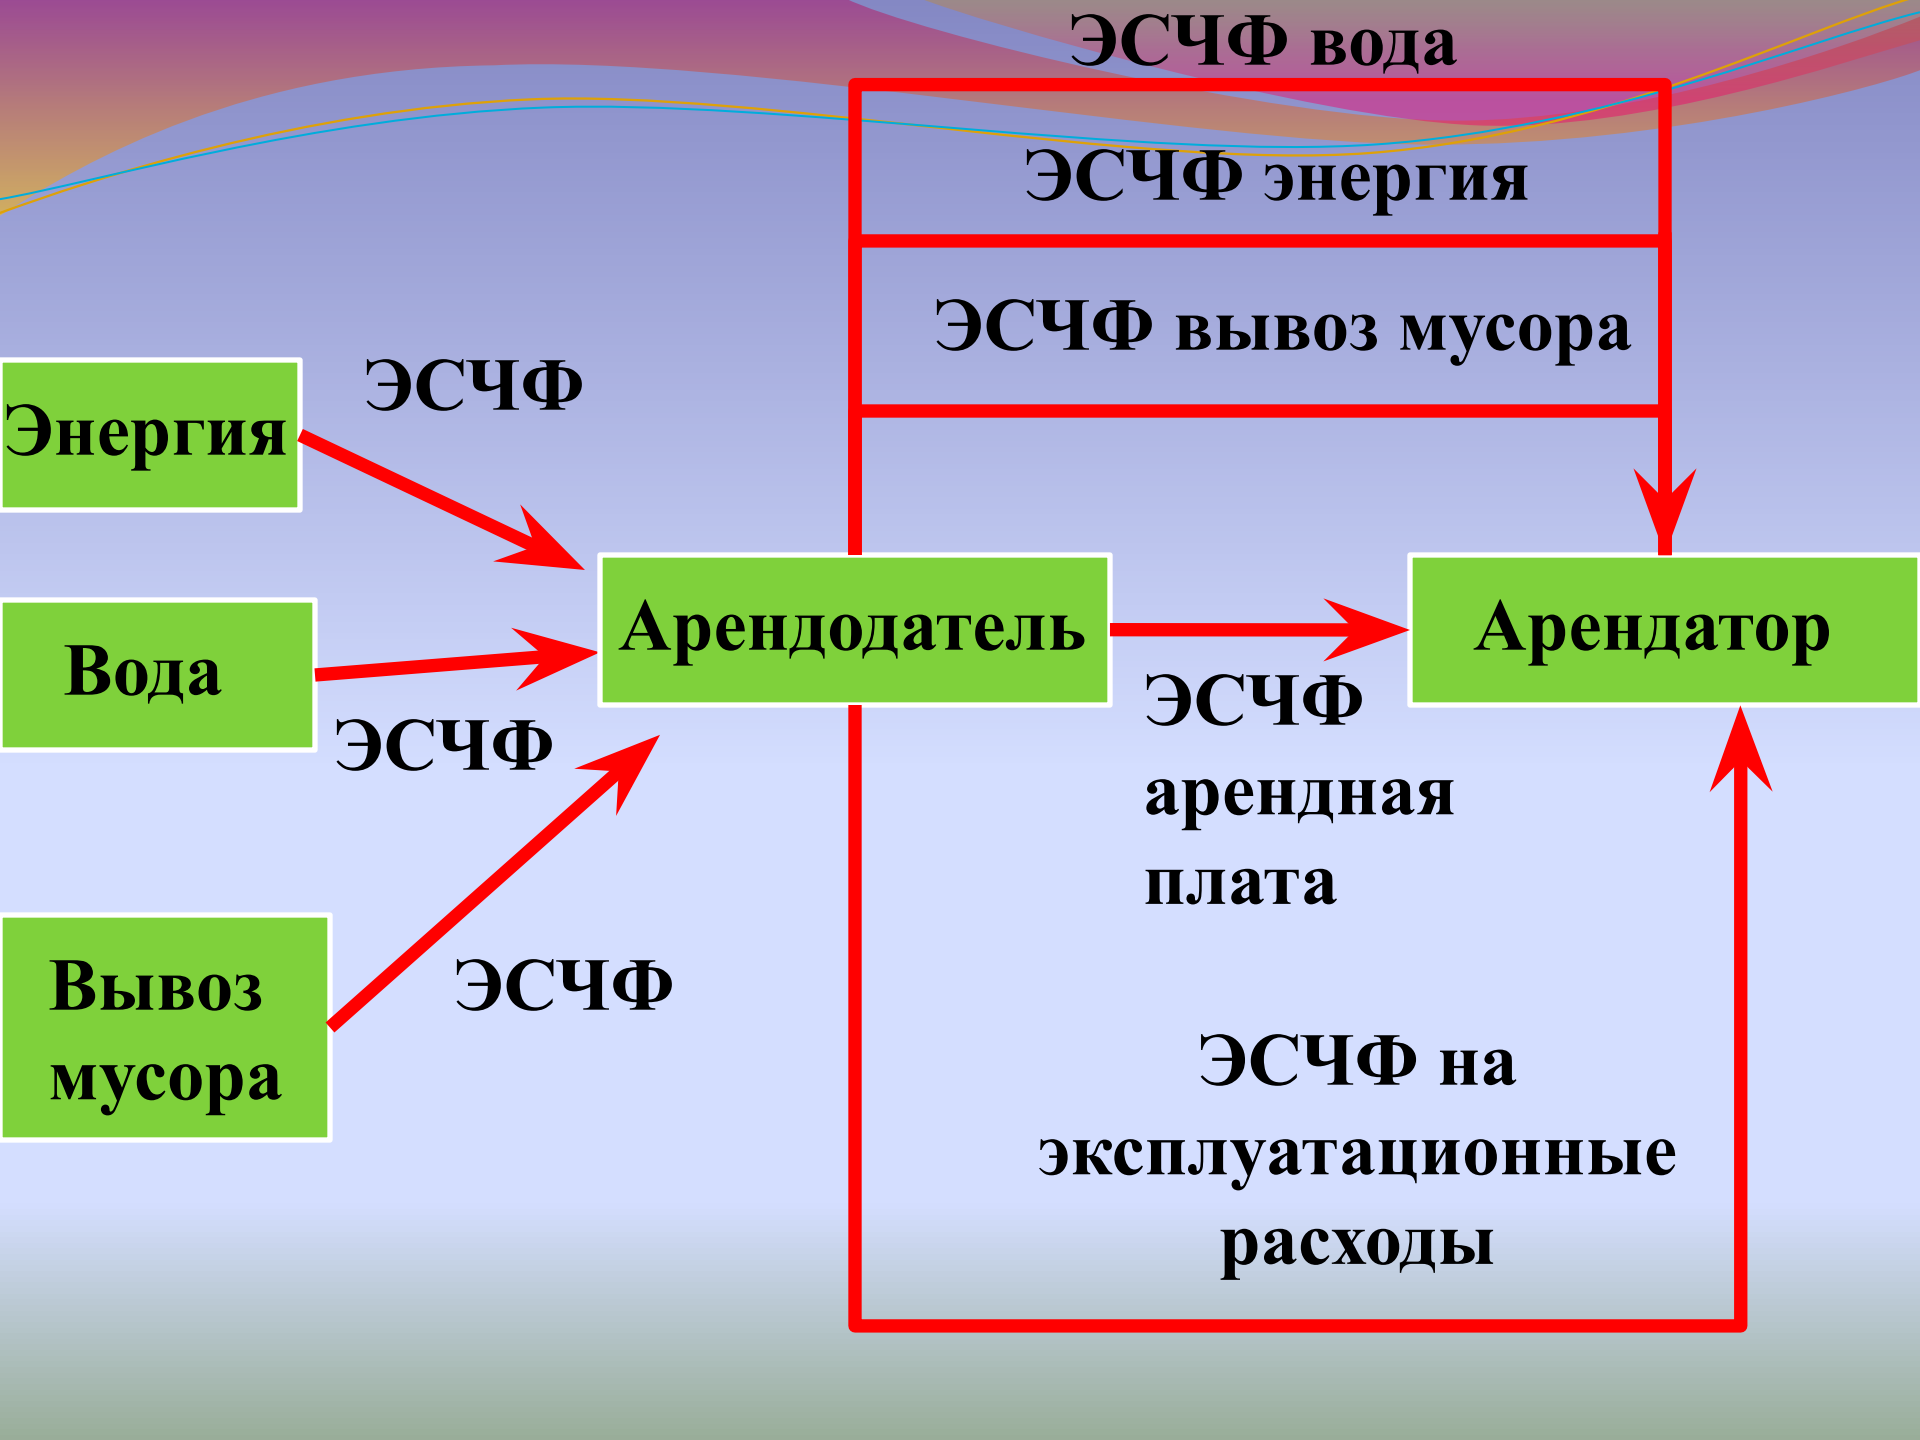 ЭСЧФ вода
ЭСЧФ энергия
ЭСЧФ вывоз мусора
ЭСЧФ
Энергия
Арендодатель
Арендатор
Вода
ЭСЧФ
ЭСЧФ
арендная
плата
Вывоз
мусора
ЭСЧФ
ЭСЧФ на
эксплуатационные
расходы